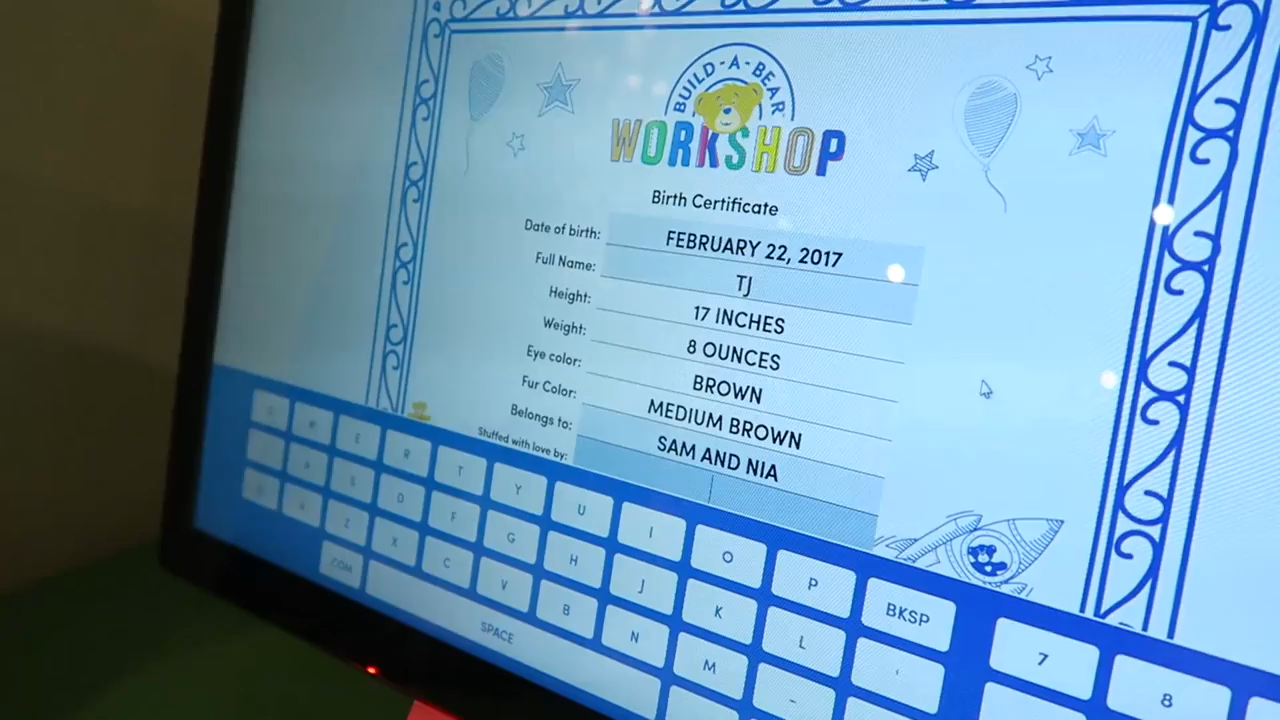 BUILD-A-BEAR
WORKSHOP
Birth Certificate
Date of birth: FEBRUARY 22, 2017
Full Name: TJ
Height: 17 INCHES
Weight: 8 OUNCES
Eye color: BROWN
Fur Color: MEDIUM BROWN
Belongs to: SAM AND NIA
Stuffed with love by:
E R T Y U I O P BKSP 7 8
S D F G H J K L
Z X C V B N M -
.COM SPACE